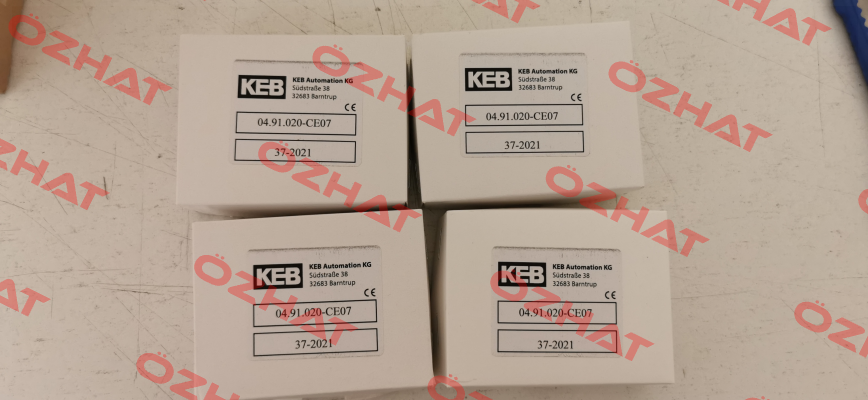 KEB
KEB Automation KG
Südstraße 38
32683 Barntrup
CE
04.91.020-CE07
37-2021
KEB
KEB Automation KG
Südstraße 38
32683 Barntrup
CE
04.91.020-CE07
37-2021
KEB
KEB Automation KG
Südstraße 38
32683 Barntrup
CE
04.91.020-CE07
37-2021
KEB
KEB Automation KG
Südstraße 38
32683 Barntrup
CE
04.91.020-CE07
37-2021
ÖZHAT
ÖZHAT
ÖZHAT
ÖZHAT
ÖZHAT
ÖZHAT
ÖZHAT
ÖZHAT
ÖZHAT
ÖZHAT